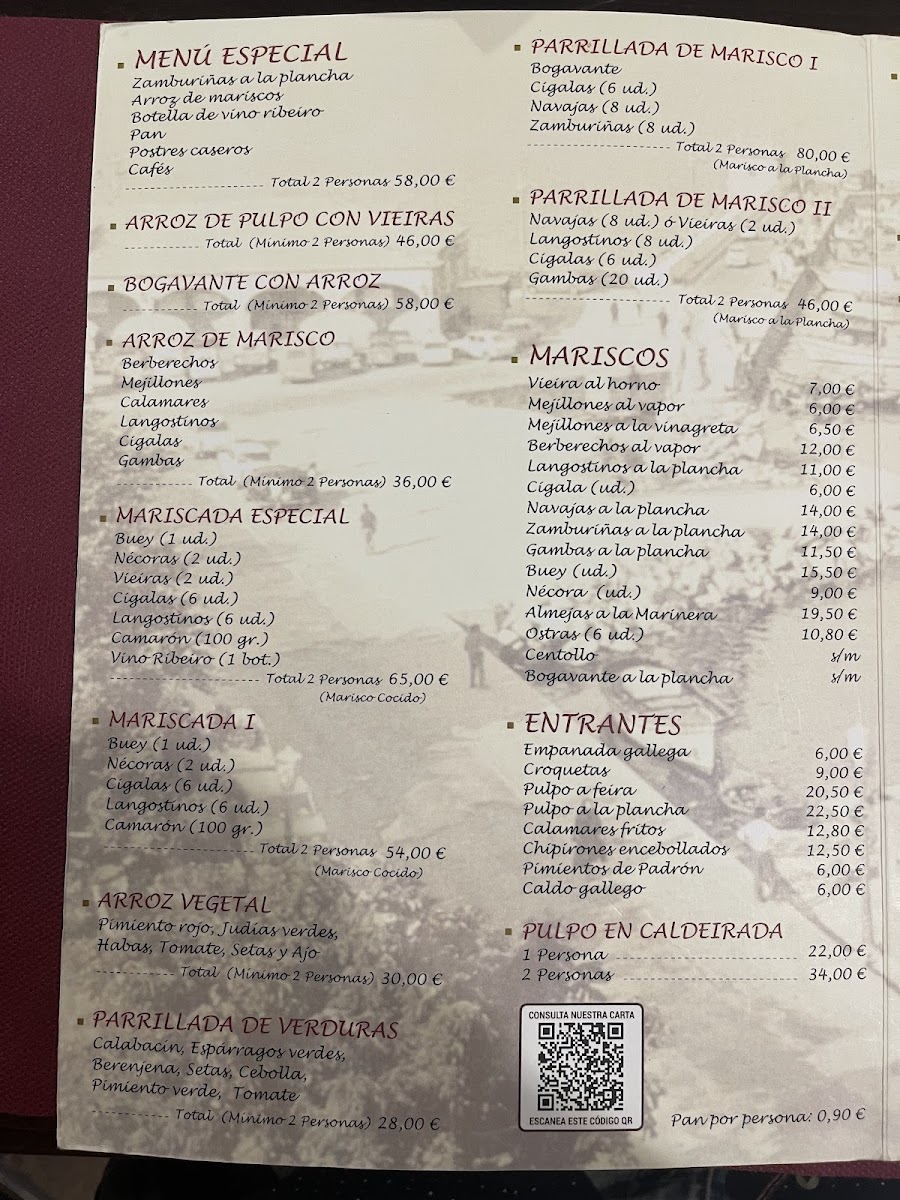 MENÚ ESPECIAL
Zamburiñas a la plancha
Arroz de mariscos
Botella de vino ribeiro
Pan
Postres caseros
Cafés
Total 2 Personas 58,00 €
ARROZ DE PULPO CON VIEIRAS
Total (Mínimo 2 Personas) 46,00 €
BOGAVANTE CON ARROZ
Total (Mínimo 2 Personas) 58,00 €
ARROZ DE MARISCO
Berberechos
Mejillones
Calamares
Langostinos
Cigalas
Gambas
Total (Mínimo 2 Personas) 36,00 €
MARISCADA ESPECIAL
Buey (1 ud.)
Nécoras (2 ud.)
Vieiras (2 ud.)
Cigalas (6 ud.)
Langostinos (6 ud.)
Camarón (100 gr.)
Vino Ribeiro (1 bot.)
Total 2 Personas 65,00 €
(Marisco Cocido)
MARISCADA I
Buey (1 ud.)
Nécoras (2 ud.)
Cigalas (6 ud.)
Langostinos (6 ud.)
Camarón (100 gr.)
Total 2 Personas 54,00 €
(Marisco Cocido)
ARROZ VEGETAL
Pimiento rojo, Judías verdes,
Habas, Tomate, Setas y Ajo
Total (Mínimo 2 Personas) 30,00 €
PARRILLADA DE VERDURAS
Calabacín, Espárragos verdes,
Berenjena, Setas, Cebolla,
Pimiento verde, Tomate
Total (Mínimo 2 Personas) 28,00 €
PARRILLADA DE MARISCO I
Bogavante
Cigalas (6 ud.)
Navajas (8 ud.)
Zamburiñas (8 ud.)
Total 2 Personas 80,00 €
(Marisco a la Plancha)
PARRILLADA DE MARISCO II
Navajas (8 ud.) ó Vieiras (2 ud.)
Langostinos (8 ud.)
Cigalas (6 ud.)
Gambas (20 ud.)
Total 2 Personas 46,00 €
(Marisco a la Plancha)
MARISCOS
Vieira al horno 7,00 €
Mejillones al vapor 6,00 €
Mejillones a la vinagreta 6,50 €
Berberechos al vapor 12,00 €
Langostinos a la plancha 11,00 €
Cigala (ud.) 6,00 €
Navajas a la plancha 14,00 €
Zamburiñas a la plancha 14,00 €
Gambas a la plancha 11,50 €
Buey (ud.) 15,50 €
Nécora (ud.) 9,00 €
Almejas a la Marinera 19,50 €
Ostras (6 ud.) 10,80 €
Centollo s/m
Bogavante a la plancha s/m
ENTRANTES
Empanada gallega 6,00 €
Croquetas 9,00 €
Pulpo a feira 20,50 €
Pulpo a la plancha 22,50 €
Calamares fritos 12,80 €
Chipirones encebollados 12,50 €
Pimientos de Padrón 6,00 €
Caldo gallego 6,00 €
PULPO EN CALDEIRADA
1 Persona 22,00 €
2 Personas 34,00 €
CONSULTA NUESTRA CARTA
ESCANEA ESTE CÓDIGO QR
Pan por persona: 0,90 €